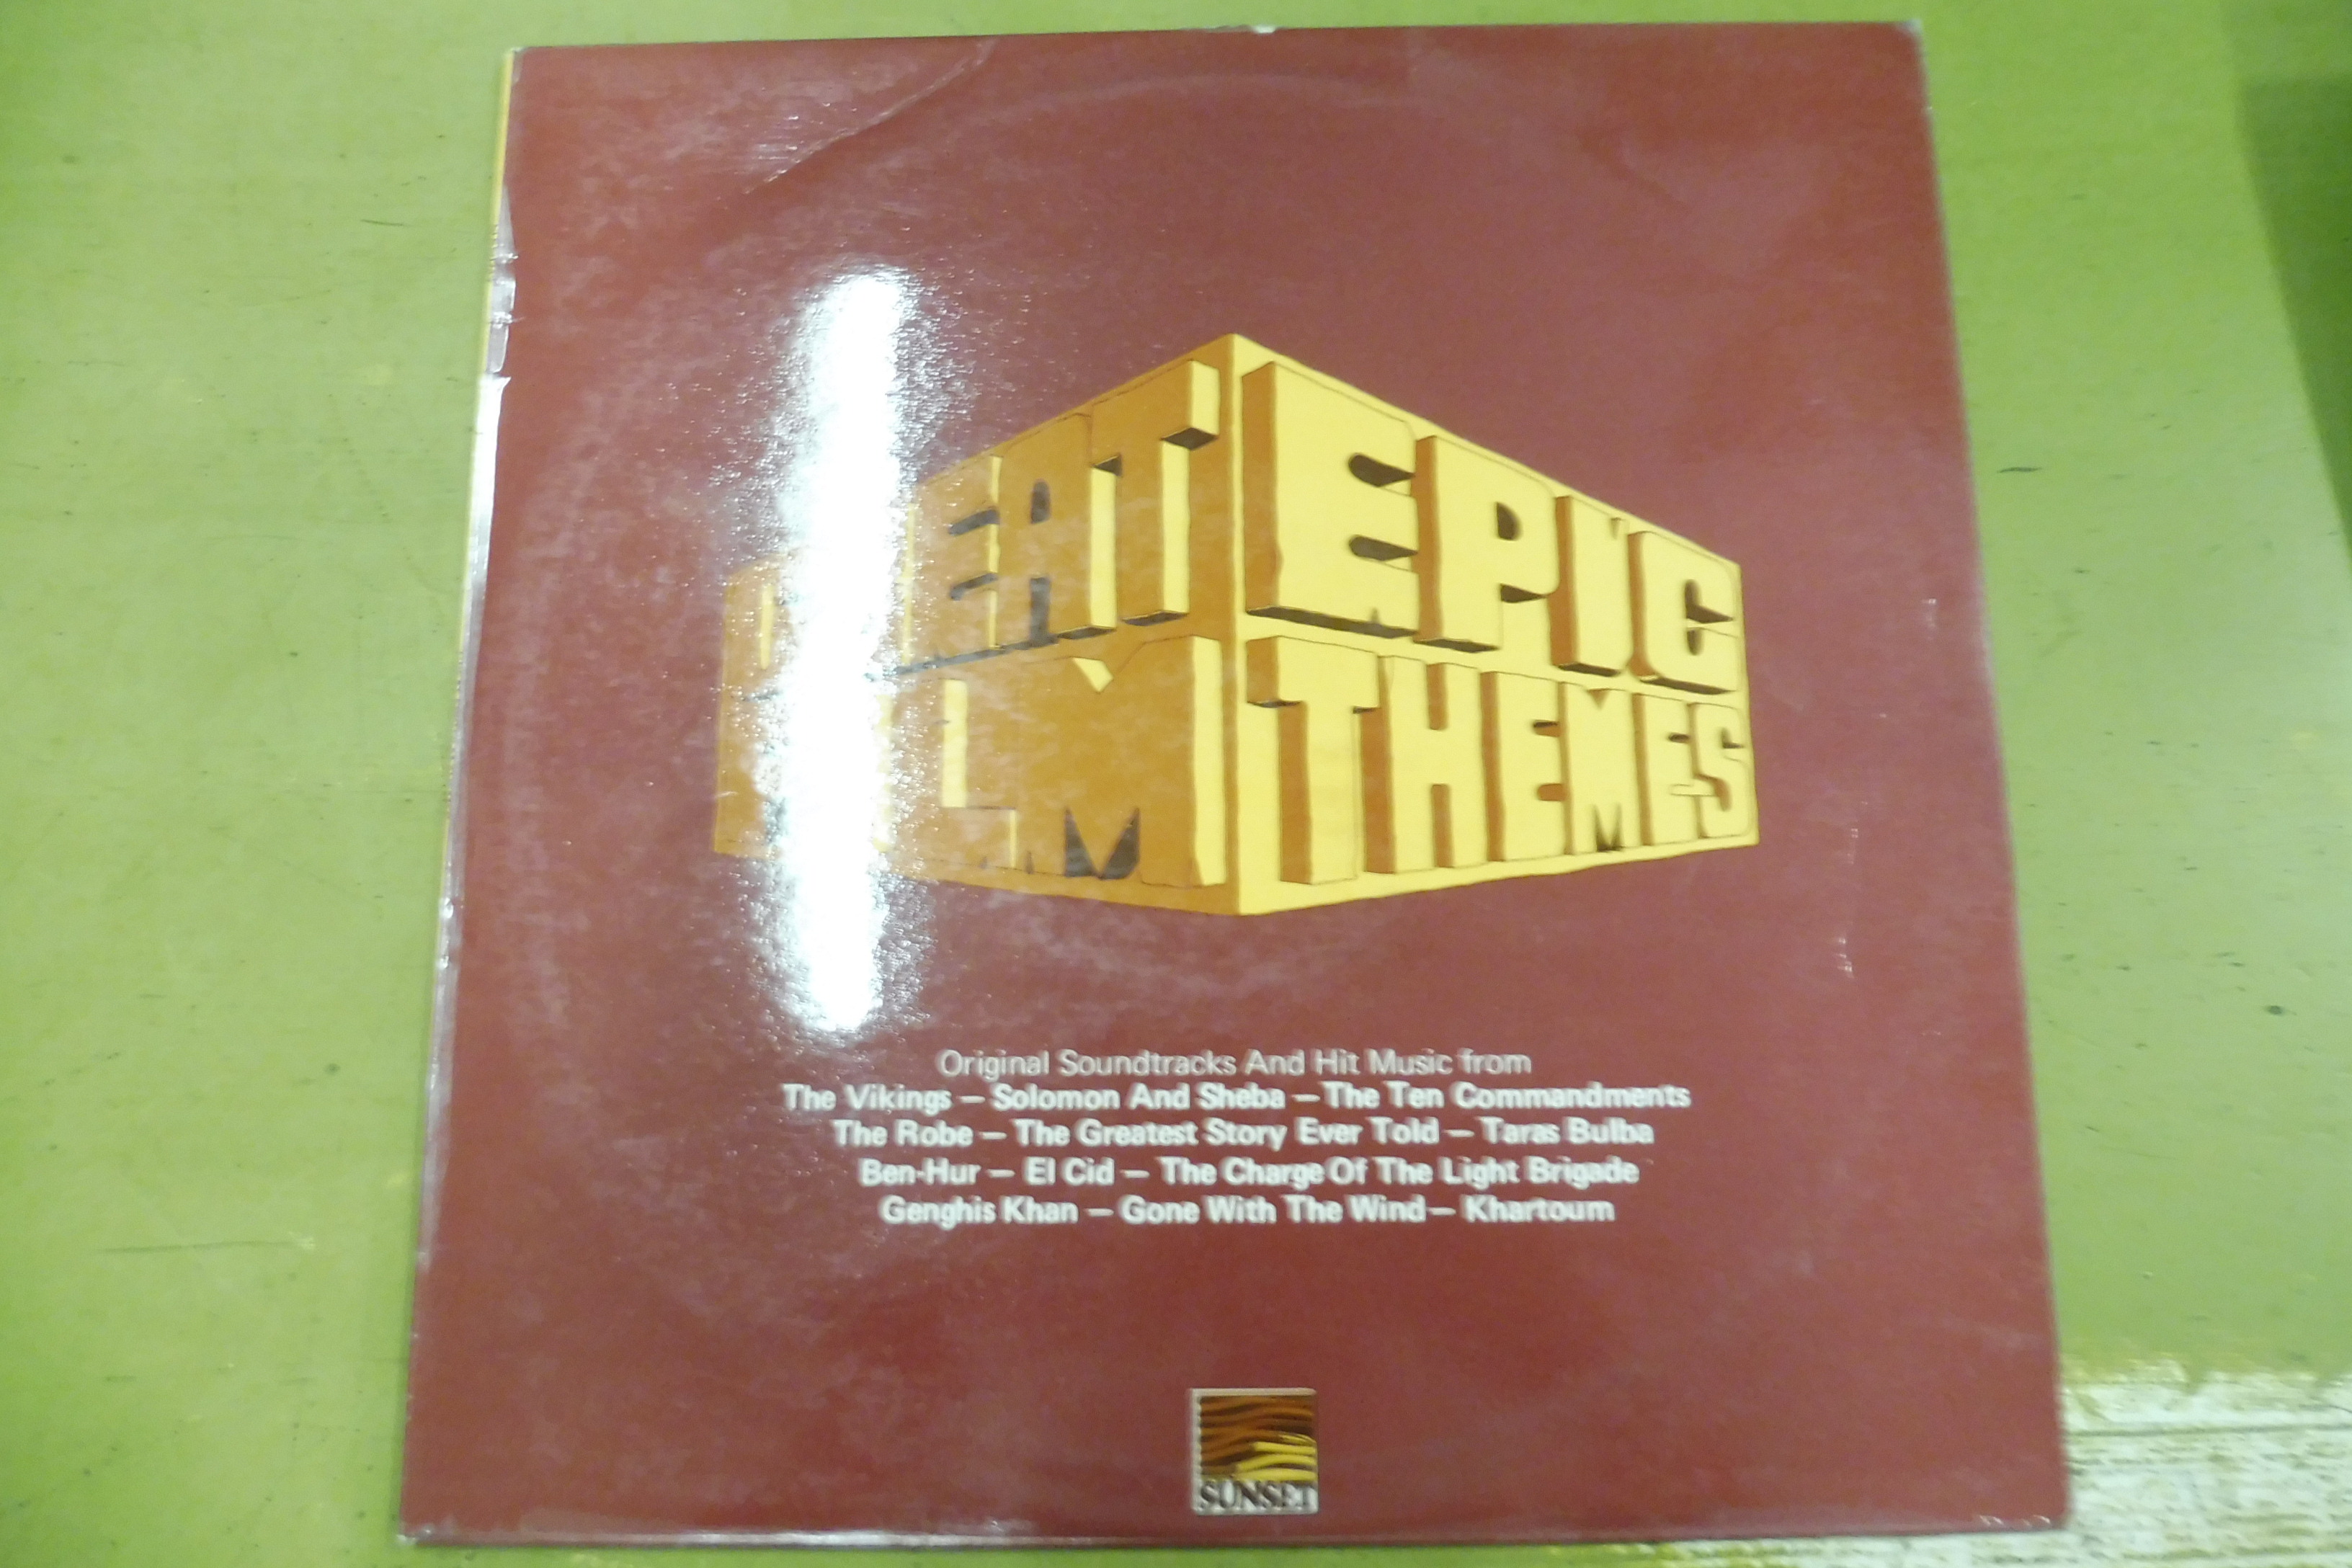 GREAT EPIC
FILM THEMES
Original Soundtracks And Hit Music from
The Vikings – Solomon And Sheba – The Ten Commandments
The Robe – The Greatest Story Ever Told – Taras Bulba
Ben-Hur – El Cid – The Charge Of The Light Brigade
Genghis Khan – Gone With The Wind – Khartoum
SUNSET